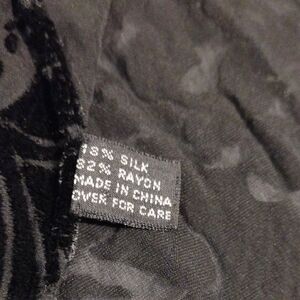 18% SILK
82% RAYON
MADE IN CHINA
OVER FOR CARE